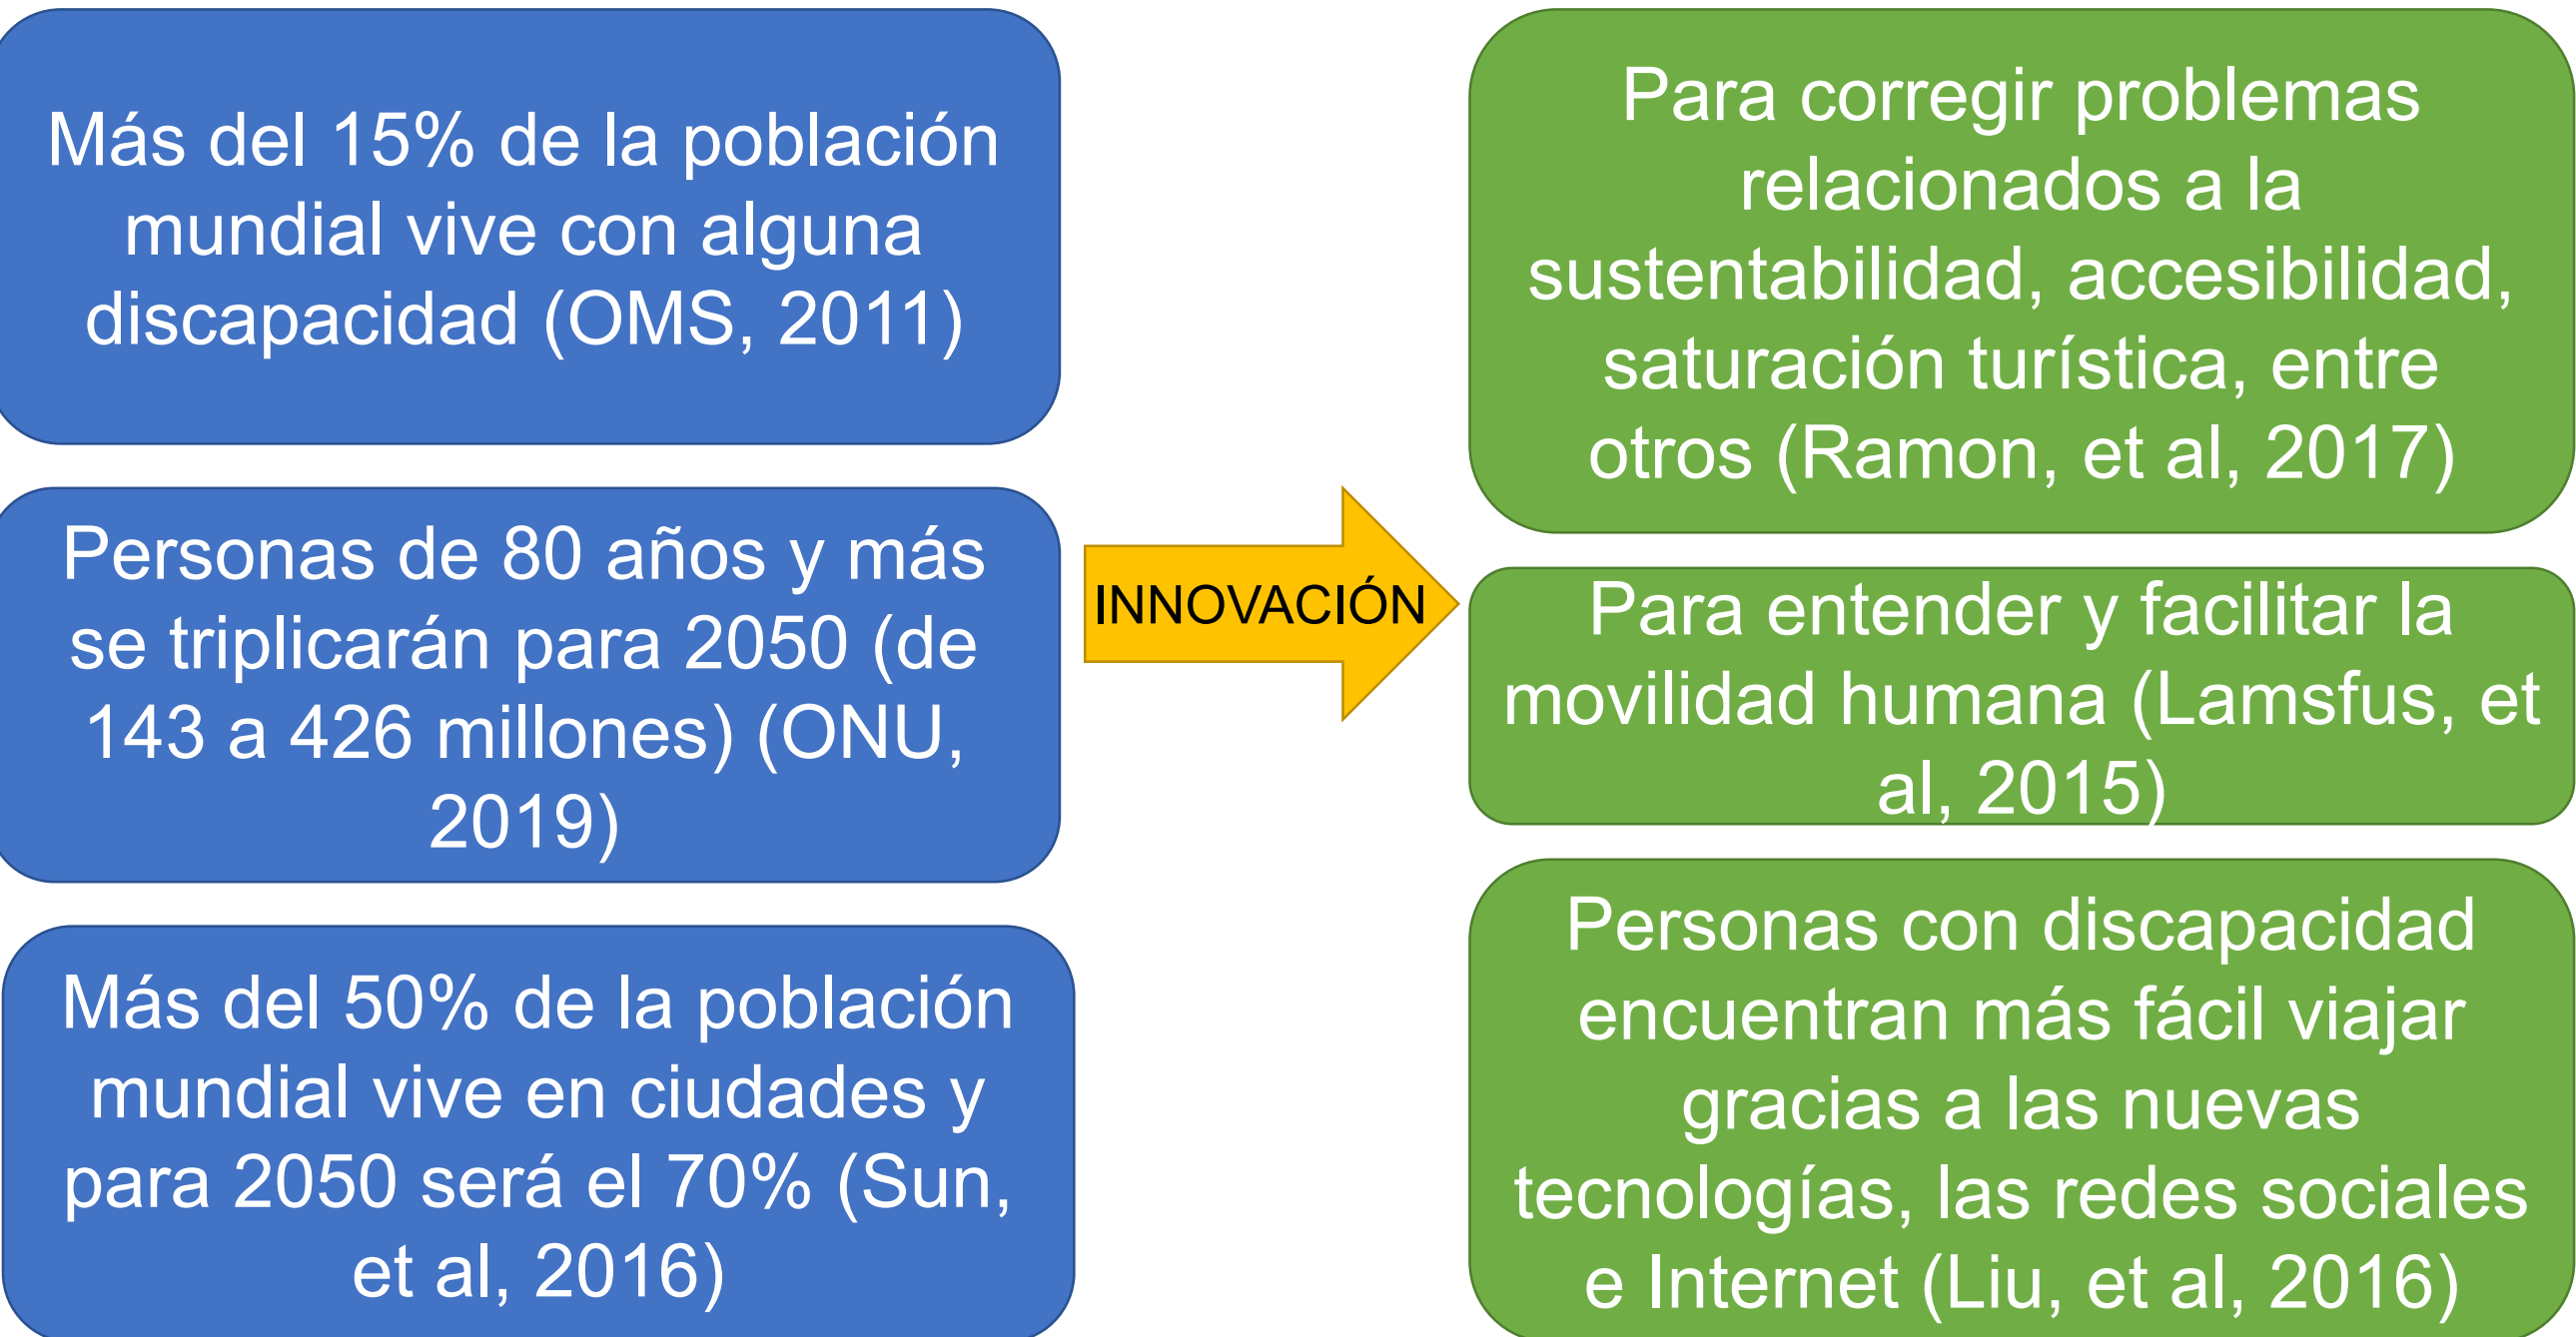 Más del 15% de la población
mundial vive con alguna
discapacidad (OMS, 2011)
Personas de 80 años y más
se triplicarán para 2050 (de
143 a 426 millones) (ONU,
2019)
Más del 50% de la población
mundial vive en ciudades y
para 2050 será el 70% (Sun,
et al, 2016)
INNOVACIÓN
Para corregir problemas
relacionados a la
sustentabilidad, accesibilidad,
saturación turística, entre
otros (Ramon, et al, 2017)
Para entender y facilitar la
movilidad humana (Lamsfus, et
al, 2015)
Personas con discapacidad
encuentran más fácil viajar
gracias a las nuevas
tecnologías, las redes sociales
e Internet (Liu, et al, 2016)